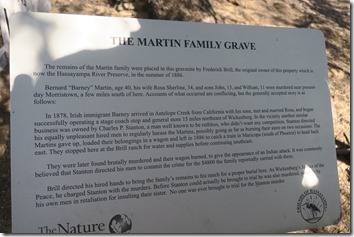 THE MARTIN FAMILY GRAVE
The remains of the Martin family were placed in this gravesite by Frederick Brill, the original owner of this property which is
now the Hassayampa River Preserve, in the summer of 1886.
Bernard "Barney" Martin, age 40, his wife Rosa Sherline, 34, and sons John, 13, and William, 11 were murdered near present
day Morristown, a few miles south of here. Accounts of what occurred are conflicting, but the generally accepted story is as
follows:
In 1878, Irish immigrant Barney arrived in Antelope Creek from California with his sons, met and married Rosa, and began
successfully operating a stage coach stop and general store 15 miles northeast of Wickenburg. In the vicinity another similar
business was owned by Charles P. Stanton, a man well known to be ruthless, who didn't want any competition. Stanton directed
his equally unpleasant hired men to regularly harass the Martins, possibly going so far as burning their store on two occasions. The
Martins gave up, loaded their belongings in a wagon and left in 1886 to reach a train in Maricopa (south of Phoenix) to head back
east. They stopped here at the Brill ranch for water and supplies before continuing southeast.
They were later found brutally murdered and their wagon burned, to give the appearance of an Indian attack. It was commonly
believed that Stanton directed his men to commit the crime for the $4000 the family reportedly carried with them.
Brill directed his hired hands to bring the family's remains to his ranch for a proper burial here. As Wickenburg's Justice of the
Peace, he charged Stanton with the murders. Before Stanton could actually be brought to trial he was also murdered, by
his own men in retaliation for insulting their sister. No one was ever brought to trial for the Stanton murder.
The Nature